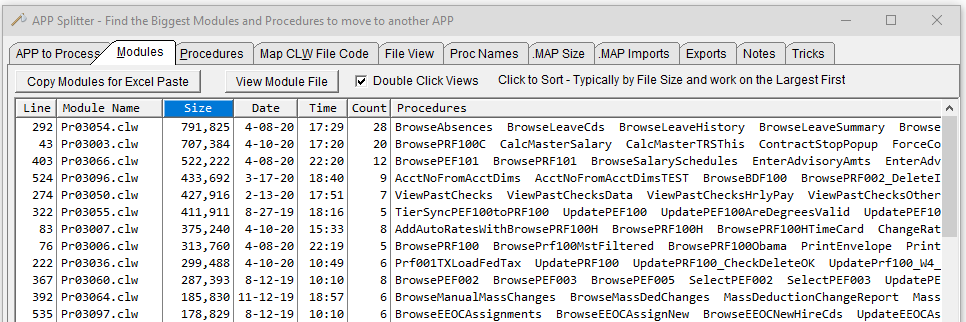 APP Splitter - Find the Biggest Modules and Procedures to move to another APP
APP to Process Modules Procedures Map CLW File Code File View Proc Names .MAP Size .MAP Imports Exports Notes Tricks
Copy Modules for Excel Paste View Module File Double Click Views Click to Sort - Typically by File Size and work on the Largest First
Line Module Name Size Date Time Count Procedures
292 Pr03054.clw 791,825 4-08-20 17:29 28 BrowseAbsences BrowseLeaveCds BrowseLeaveHistory BrowseLeaveSummary Browse
43 Pr03003.clw 707,384 4-10-20 17:20 20 BrowsePRF100C CalcMasterSalary CalcMasterTRSThis ContractStopPopup ForceCo
403 Pr03066.clw 522,222 4-08-20 22:20 12 BrowsePEF101 BrowsePRF101 BrowseSalarySchedules EnterAdvisoryAmts EnterAdv
524 Pr03096.clw 433,692 3-17-20 18:40 9 AcctNoFromAcctDims AcctNoFromAcctDimsTEST BrowseBDF100 BrowsePRF002_DeleteI
274 Pr03050.clw 427,916 2-13-20 17:51 7 ViewPastChecks ViewPastChecksData ViewPastChecksHrlyPay ViewPastChecksOther
322 Pr03055.clw 411,911 8-27-19 18:16 5 TierSyncPEF100toPRF100 UpdatePEF100 UpdatePEF100AreDegreesValid UpdatePEF10
83 Pr03007.clw 375,240 4-10-20 15:33 8 AddAutoRatesWithBrowsePRF100H BrowsePRF100H BrowsePRF100HTimeCard ChangeRat
76 Pr03006.clw 313,760 4-08-20 22:19 5 BrowsePRF100 BrowsePrf100MstFiltered BrowsePRF100Obama PrintEnvelope Print
222 Pr03036.clw 299,488 4-10-20 10:49 6 Prf001TXLoadFedTax UpdatePRF100 UpdatePRF100_CheckDeleteOK UpdatePrf100_W4_
367 Pr03060.clw 287,393 8-12-19 10:10 8 BrowsePEF002 BrowsePEF003 BrowsePEF005 SelectPEF002 SelectPEF003 UpdatePE
392 Pr03064.clw 185,830 11-12-19 18:57 6 BrowseManualMassChanges BrowseMassDedChanges MassDeductionChangeReport Mass
535 Pr03097.clw 178,829 8-12-19 10:10 6 BrowseEEOCAssignments BrowseEEOCAssignNew BrowseEEOCNewHireCds UpdateEEOCAs